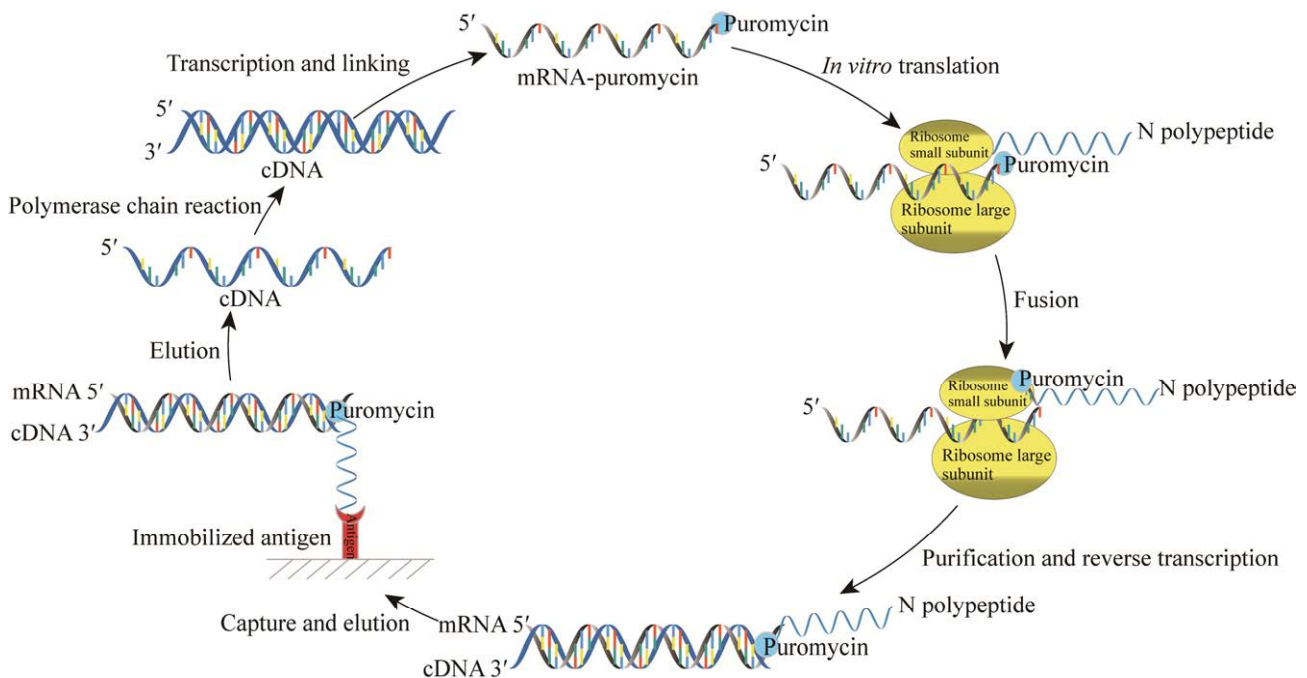 5′
Puromycin
mRNA-puromycin
Transcription and linking
In vitro translation
5′
3′
cDNA
Ribosome
small subunit
N polypeptide
5′
Puromycin
Ribosome large
subunit
Polymerase chain reaction
5′
cDNA
Fusion
Elution
mRNA 5′
cDNA 3′
Puromycin
Puromycin
Ribosome
small subunit
N polypeptide
5′
Ribosome large
subunit
Immobilized antigen
Antigen
Purification and reverse transcription
Capture and elution
mRNA 5′
cDNA 3′
N polypeptide
Puromycin